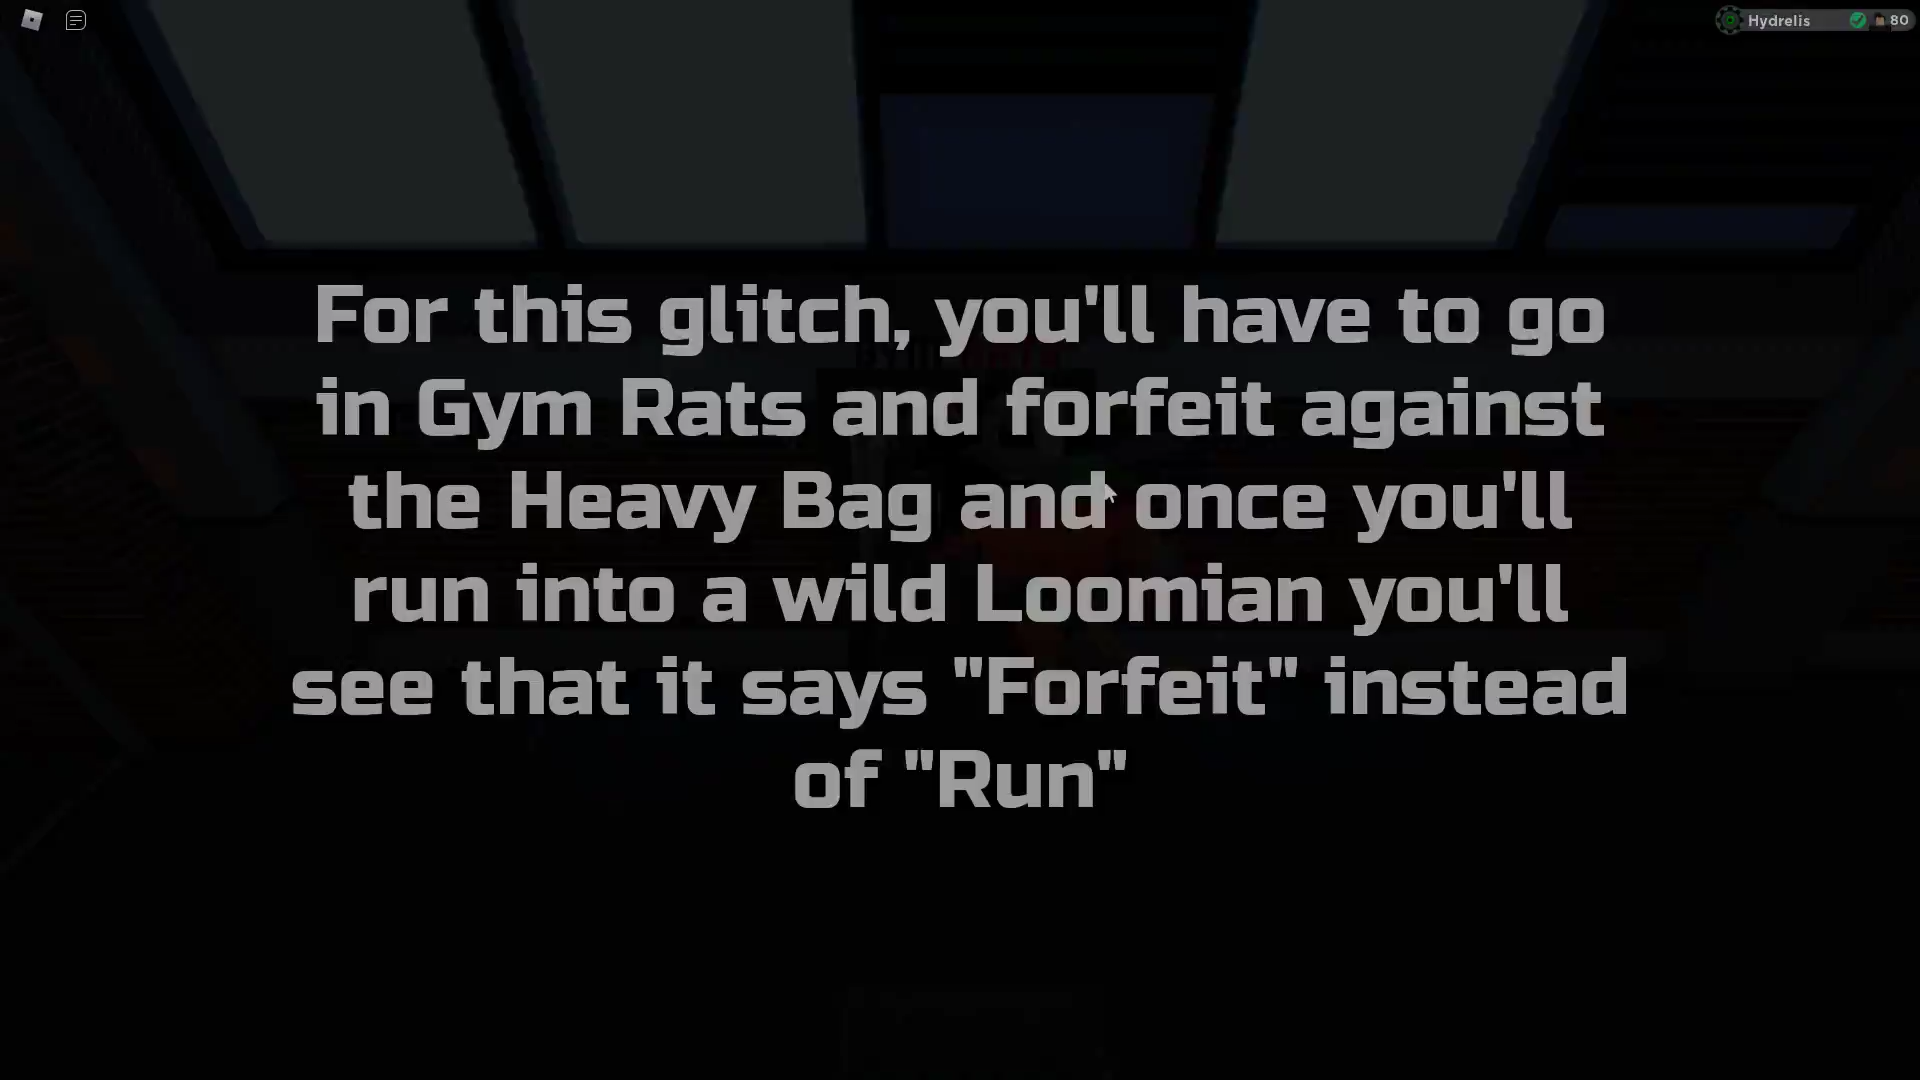 Hydrelis 80
For this glitch, you'll have to go
in Gym Rats and forfeit against
the Heavy Bag and once you'll
run into a wild Loomian you'll
see that it says "Forfeit" instead
of "Run"